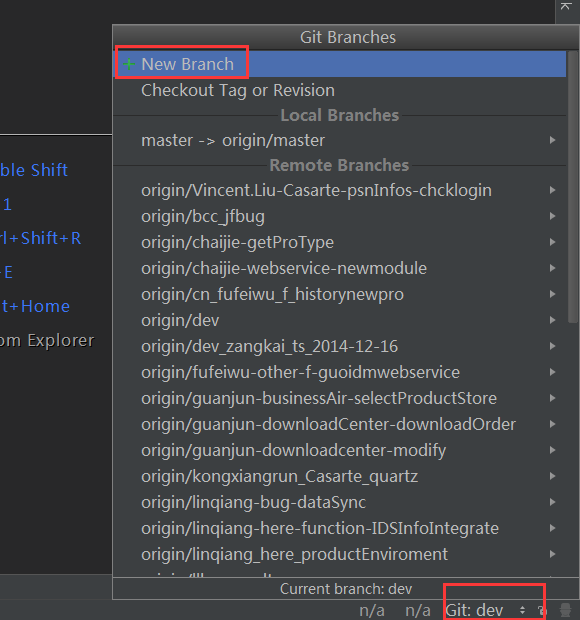 Git Branches
New Branch
Checkout Tag or Revision
Local Branches
master -> origin/master
Remote Branches
ble Shift
origin/Vincent.Liu-Casarte-psnInfos-chcklogin
1
origin/bcc_jfbug
rl+Shift+R
origin/chaijie-getProType
+E
origin/chaijie-webservice-newmodule
t+Home
origin/cn_fufeiwu_f_historynewpro
origin/dev
om Explorer
origin/dev_zangkai_ts_2014-12-16
origin/fufeiwu-other-f-guoidmwebservice
origin/guanjun-businessAir-selectProductStore
origin/guanjun-downloadCenter-downloadOrder
origin/guanjun-downloadcenter-modify
origin/kongxiangrun_Casarte_quartz
origin/linqiang-bug-dataSync
origin/linqiang-here-function-IDSInfoIntegrate
origin/linqiang_here_productEnviroment
Current branch: dev
n/a n/a Git: dev